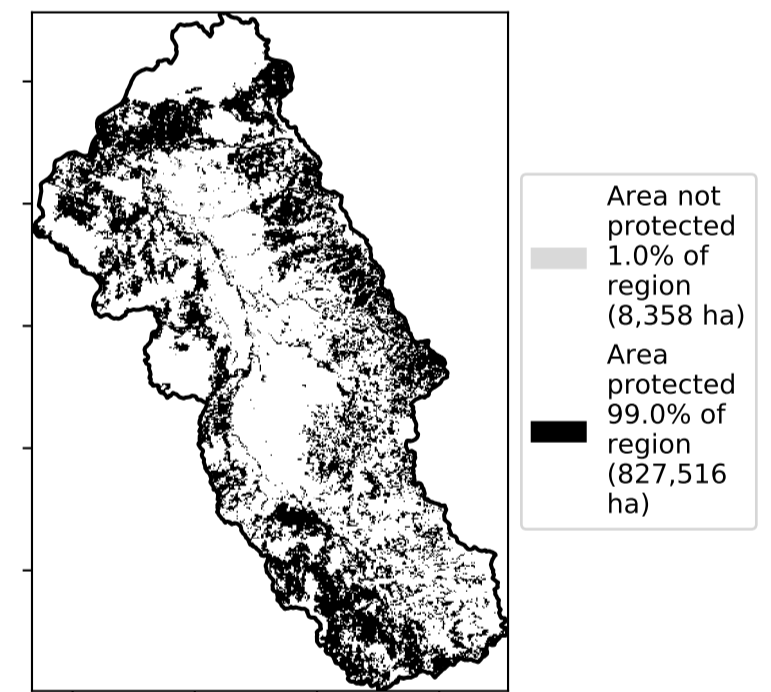 Area not
protected
1.0% of
region
(8,358 ha)
Area
protected
99.0% of
region
(827,516
ha)